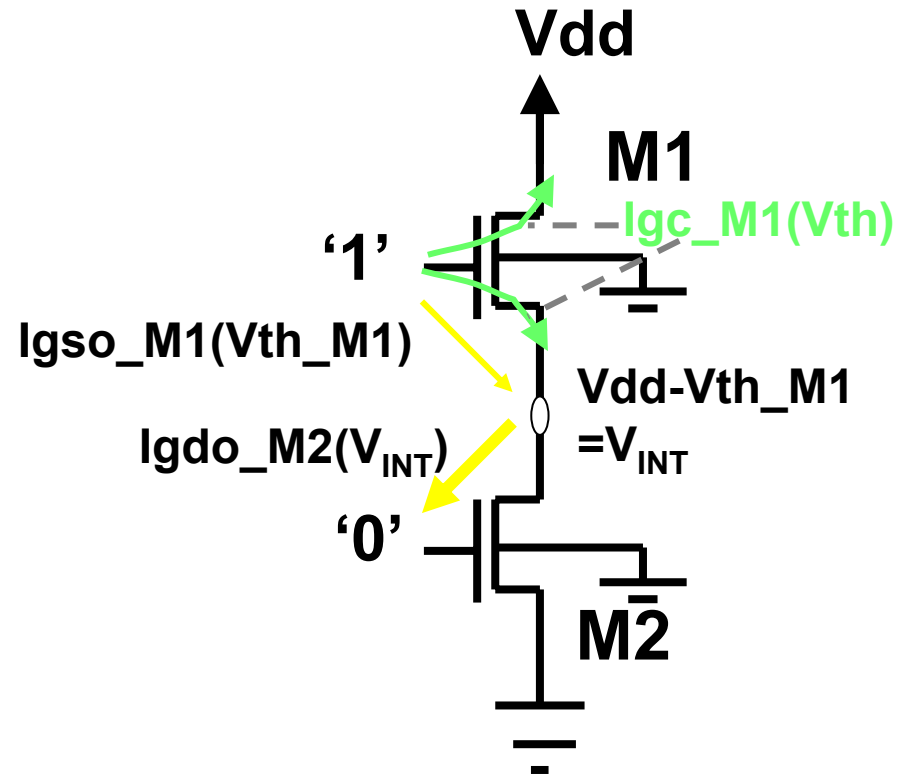 Vdd
M1
Igc_M1(Vth)
‘1’
Igso_M1(Vth_M1)
Vdd-Vth_M1
=VINT
Igdo_M2(VINT)
‘0’
M2